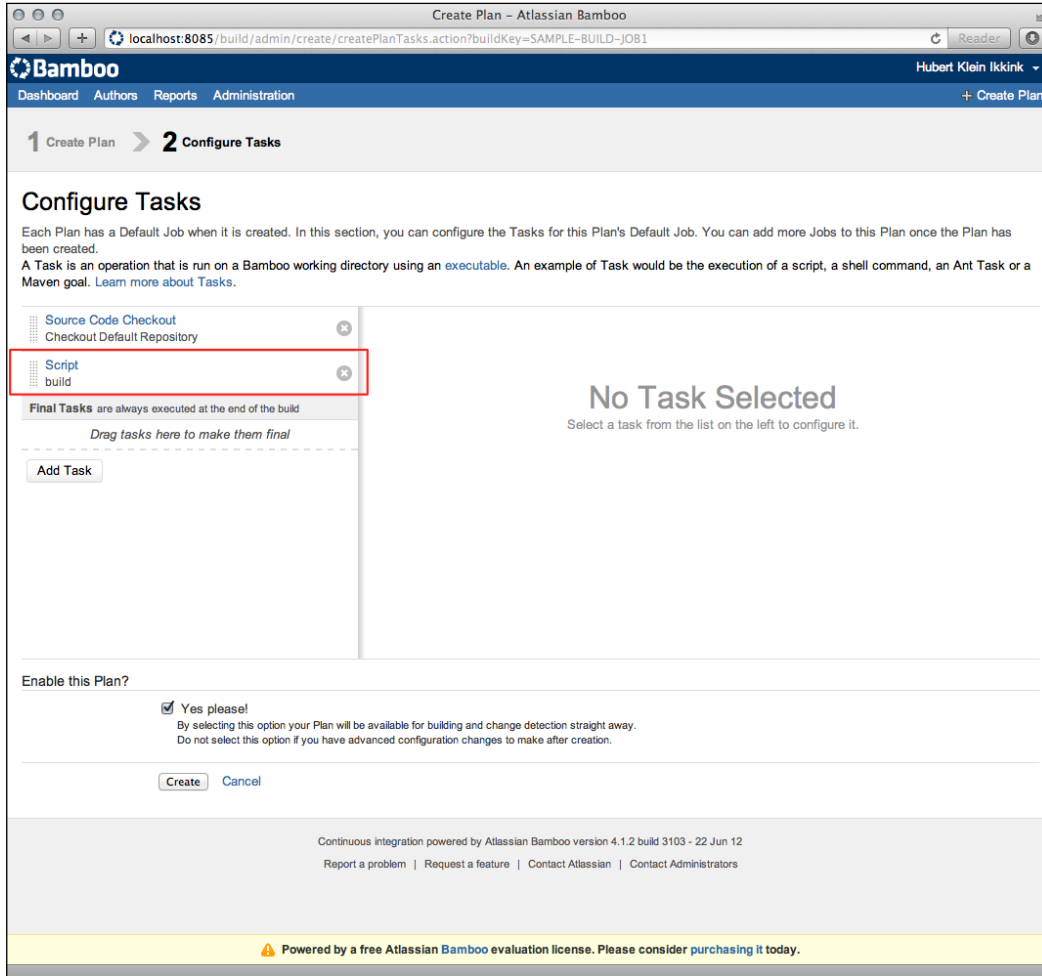 Create Plan – Atlassian Bamboo
localhost:8085/build/admin/create/createPlanTasks.action?buildKey=SAMPLE-BUILD-JOB1
Reader
Bamboo
Hubert Klein Ikkink
Dashboard Authors Reports Administration
+ Create Plan
1 Create Plan 2 Configure Tasks
Configure Tasks
Each Plan has a Default Job when it is created. In this section, you can configure the Tasks for this Plan's Default Job. You can add more Jobs to this Plan once the Plan has
been created.
A Task is an operation that is run on a Bamboo working directory using an executable. An example of Task would be the execution of a script, a shell command, an Ant Task or a
Maven goal. Learn more about Tasks.
Source Code Checkout
Checkout Default Repository
Script
build
Final Tasks are always executed at the end of the build
Drag tasks here to make them final
Add Task
No Task Selected
Select a task from the list on the left to configure it.
Enable this Plan?
Yes please!
By selecting this option your Plan will be available for building and change detection straight away.
Do not select this option if you have advanced configuration changes to make after creation.
Create Cancel
Continuous integration powered by Atlassian Bamboo version 4.1.2 build 3103 - 22 Jun 12
Report a problem | Request a feature | Contact Atlassian | Contact Administrators
Powered by a free Atlassian Bamboo evaluation license. Please consider purchasing it today.